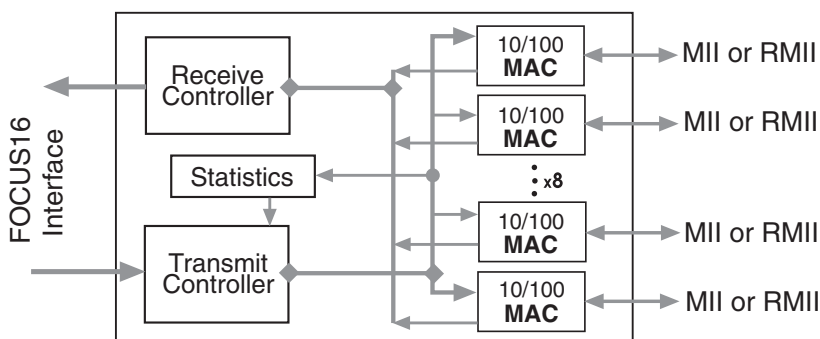 FOCUS16
Interface
Receive
Controller
Statistics
Transmit
Controller
10/100
MAC
MII or RMII
10/100
MAC
MII or RMII
x8
10/100
MAC
MII or RMII
10/100
MAC
MII or RMII